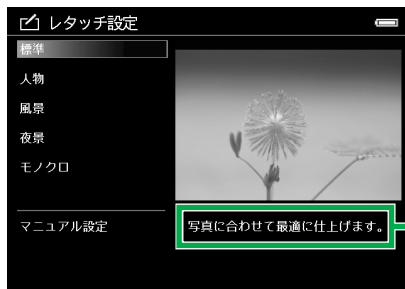 レタッチ設定
標準
人物
風景
夜景
モノクロ
マニュアル設定
写真に合わせて最適に仕上げます。